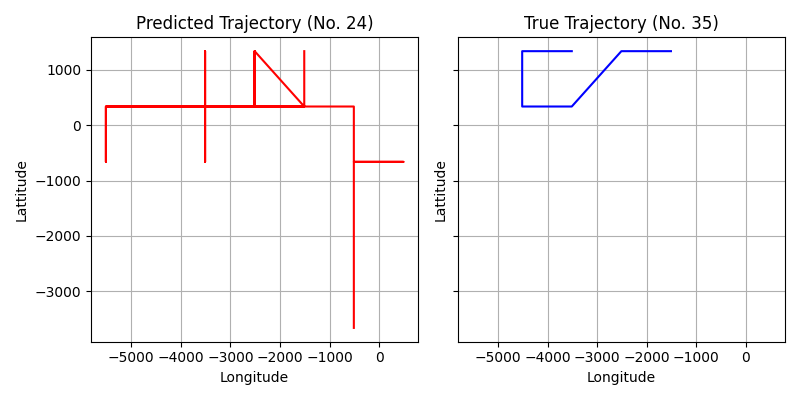 Predicted Trajectory (No. 24)
True Trajectory (No. 35)
Lattitude
1000
0
−1000
−2000
−3000
−5000 −4000 −3000 −2000 −1000 0
Longitude
Lattitude
−5000 −4000 −3000 −2000 −1000 0
Longitude